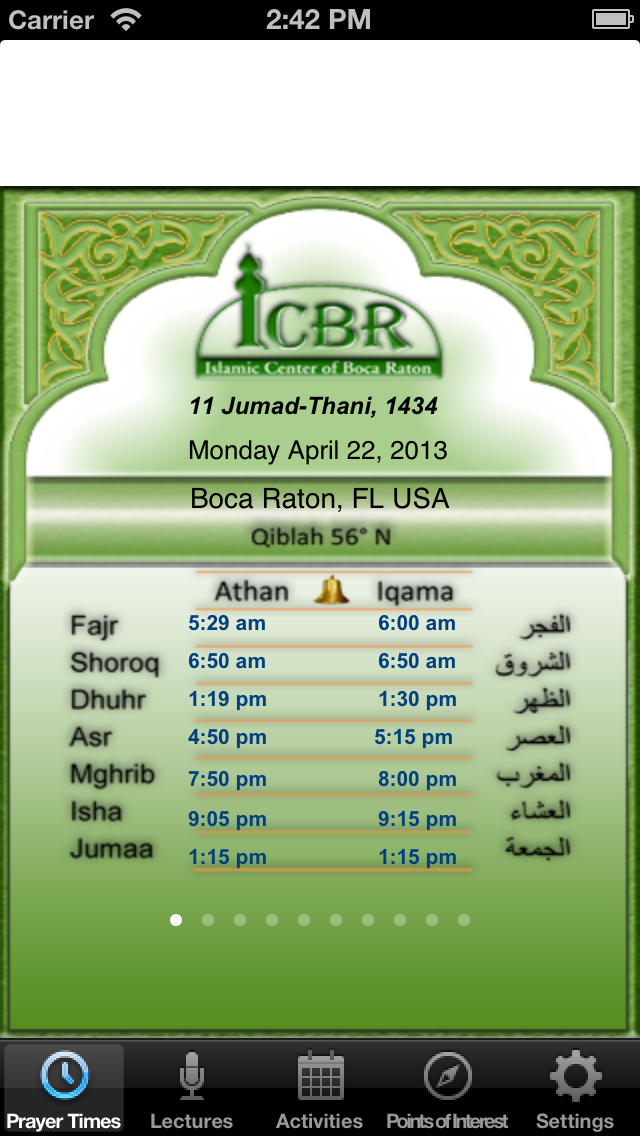 Carrier 2:42 PM
ICBR
Islamic Center of Boca Raton
11 Jumad-Thani, 1434
Monday April 22, 2013
Boca Raton, FL USA
Qiblah 56° N
Athan Iqama
Fajr 5:29 am 6:00 am الفجر
Shoroq 6:50 am 6:50 am الشروق
Dhuhr 1:19 pm 1:30 pm الظهر
Asr 4:50 pm 5:15 pm العصر
Mghrib 7:50 pm 8:00 pm المغرب
Isha 9:05 pm 9:15 pm العشاء
Jumaa 1:15 pm 1:15 pm الجمعة
Prayer Times Lectures Activities Points of Interest Settings